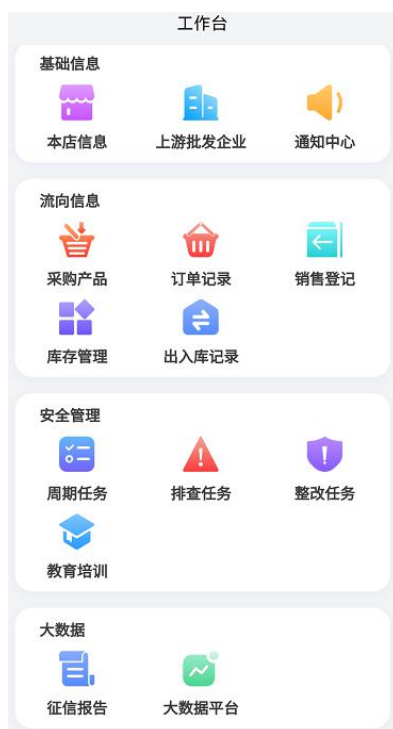 工作台
基础信息
本店信息 上游批发企业 通知中心
流向信息
采购产品 订单记录 销售登记
库存管理 出入库记录
安全管理
周期任务 排查任务 整改任务
教育培训
大数据
征信报告 大数据平台